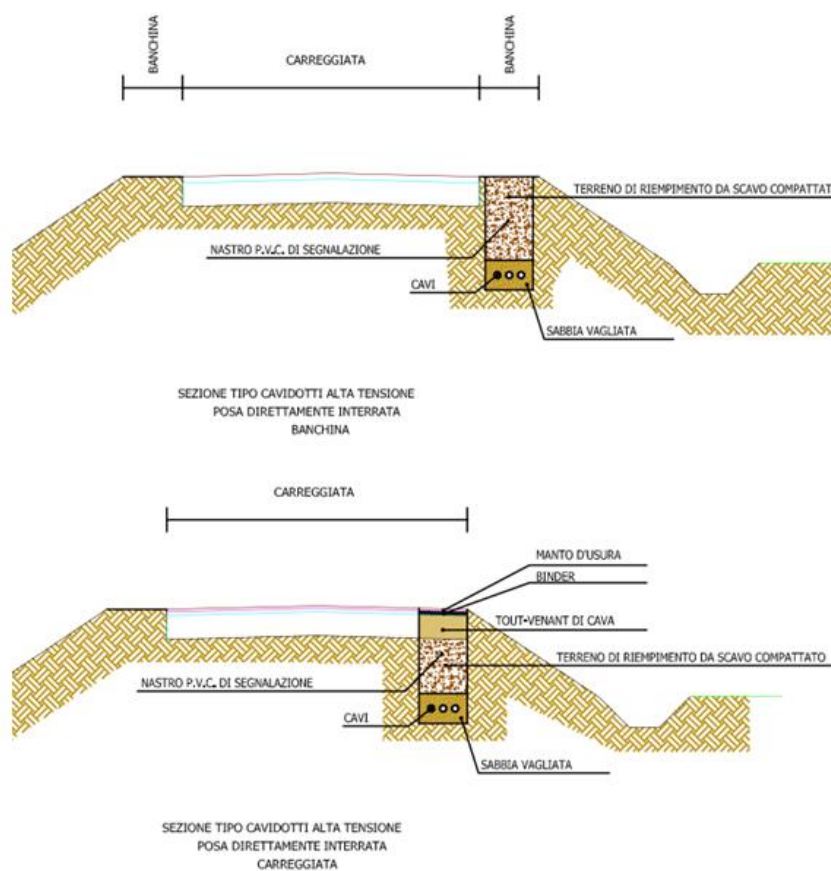 BANCHINA
CARREGGIATA
BANCHINA
TERRENO DI RIEMPIMENTO DA SCAVO COMPATTAT
NASTRO P.V.C. DI SEGNALAZIONE
CAVI
SABBIA VAGLIATA
SEZIONE TIPO CAVIDOTTI ALTA TENSIONE
POSA DIRETTAMENTE INTERRATA
BANCHINA
CARREGGIATA
MANTO D'USURA
BINDER
TOUT-VENANT DI CAVA
TERRENO DI RIEMPIMENTO DA SCAVO COMPATTATO
NASTRO P.V.C. DI SEGNALAZIONE
CAVI
SABBIA VAGLIATA
SEZIONE TIPO CAVIDOTTI ALTA TENSIONE
POSA DIRETTAMENTE INTERRATA
CARREGGIATA